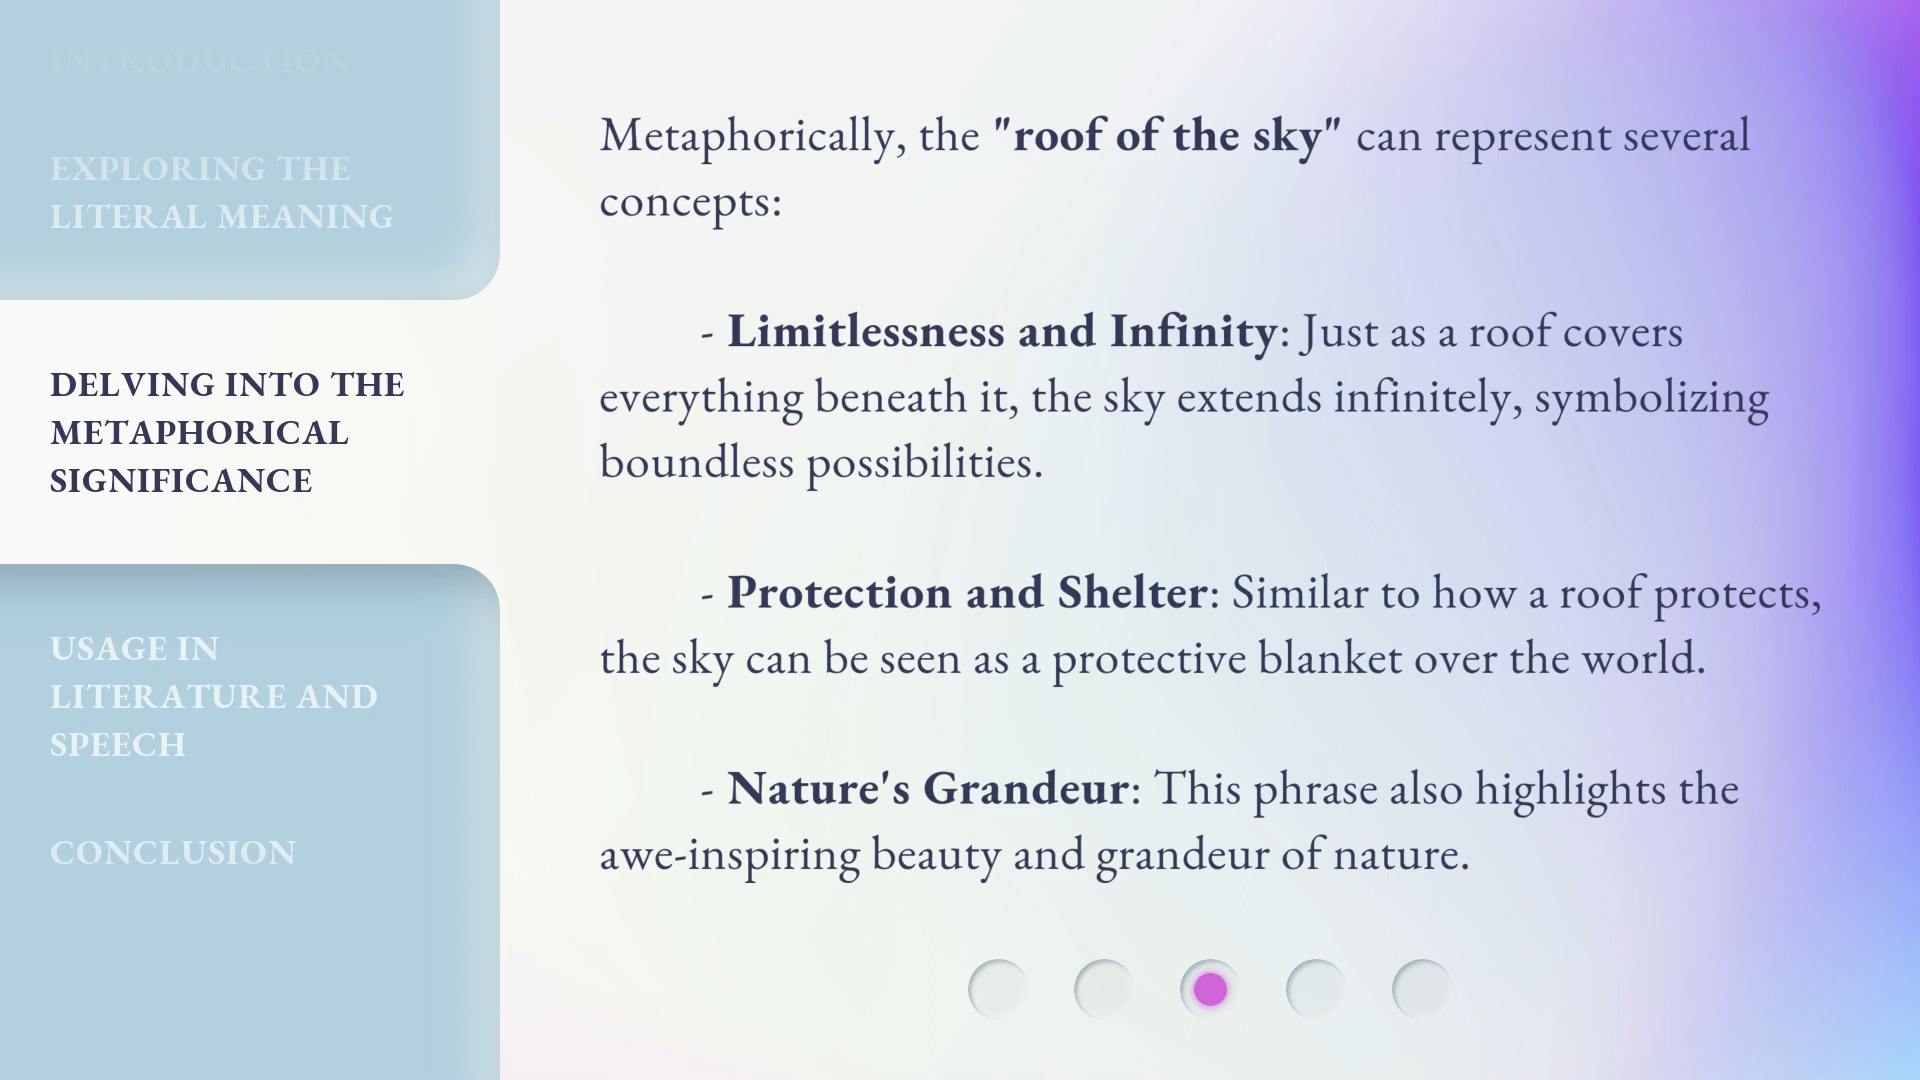 INTRODUCTION
EXPLORING THE
LITERAL MEANING
DELVING INTO THE
METAPHORICAL
SIGNIFICANCE
USAGE IN
LITERATURE AND
SPEECH
CONCLUSION
Metaphorically, the "roof of the sky" can represent several
concepts:
- Limitlessness and Infinity: Just as a roof covers
everything beneath it, the sky extends infinitely, symbolizing
boundless possibilities.
- Protection and Shelter: Similar to how a roof protects,
the sky can be seen as a protective blanket over the world.
- Nature's Grandeur: This phrase also highlights the
awe-inspiring beauty and grandeur of nature.